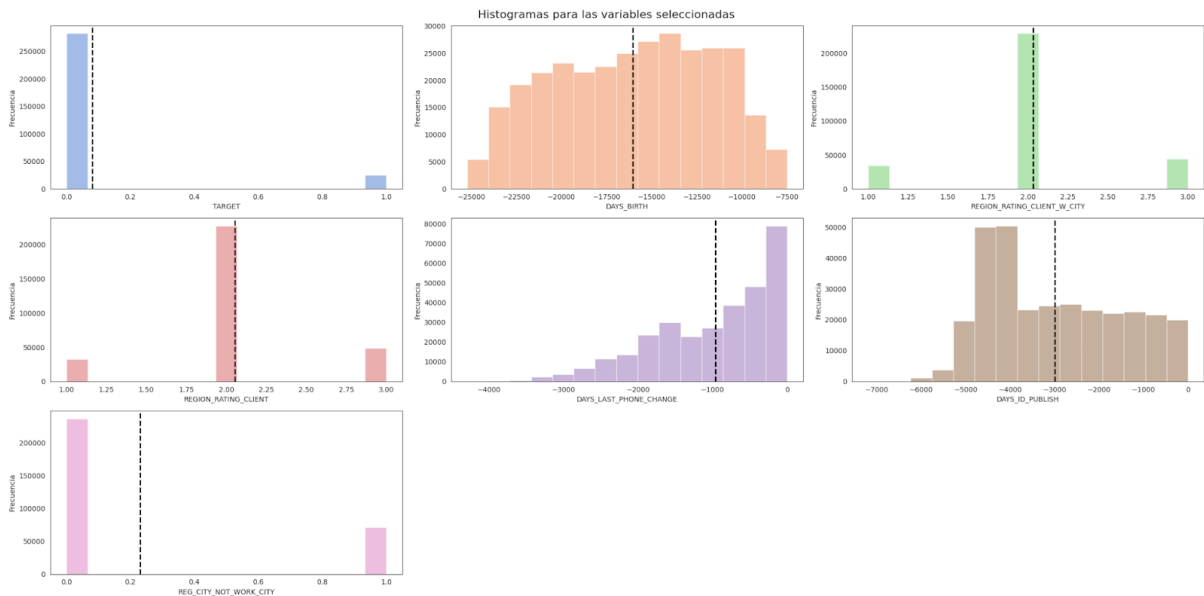 Histogramas para las variables seleccionadas
Frecuencia
250000
200000
150000
100000
50000
0
0.0 0.2 0.4 0.6 0.8 1.0
TARGET
Frecuencia
30000
25000
20000
15000
10000
5000
0
−25000 −22500 −20000 −17500 −15000 −12500 −10000 −7500
DAYS_BIRTH
Frecuencia
200000
150000
100000
50000
0
1.00 1.25 1.50 1.75 2.00 2.25 2.50 2.75 3.00
REGION_RATING_CLIENT_W_CITY
Frecuencia
200000
150000
100000
50000
0
1.00 1.25 1.50 1.75 2.00 2.25 2.50 2.75 3.00
REGION_RATING_CLIENT
Frecuencia
80000
70000
60000
50000
40000
30000
20000
10000
0
−4000 −3000 −2000 −1000 0
DAYS_LAST_PHONE_CHANGE
Frecuencia
50000
40000
30000
20000
10000
0
−7000 −6000 −5000 −4000 −3000 −2000 −1000 0
DAYS_ID_PUBLISH
Frecuencia
200000
150000
100000
50000
0
0.0 0.2 0.4 0.6 0.8 1.0
REG_CITY_NOT_WORK_CITY